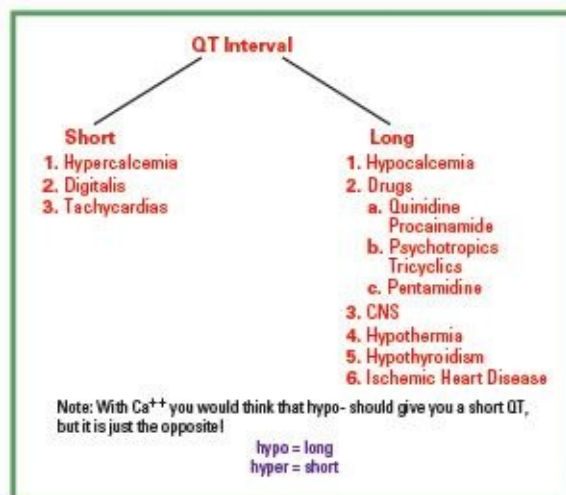 QT Interval
Short
1. Hypercalcemia
2. Digitalis
3. Tachycardias
Long
1. Hypocalcemia
2. Drugs
a. Quinidine
Procainamide
b. Psychotropics
Tricyclics
c. Pentamidine
3. CNS
4. Hypothermia
5. Hypothyroidism
6. Ischemic Heart Disease
Note: With Ca++ you would think that hypo- should give you a short QT,
but it is just the opposite!
hypo = long
hyper = short